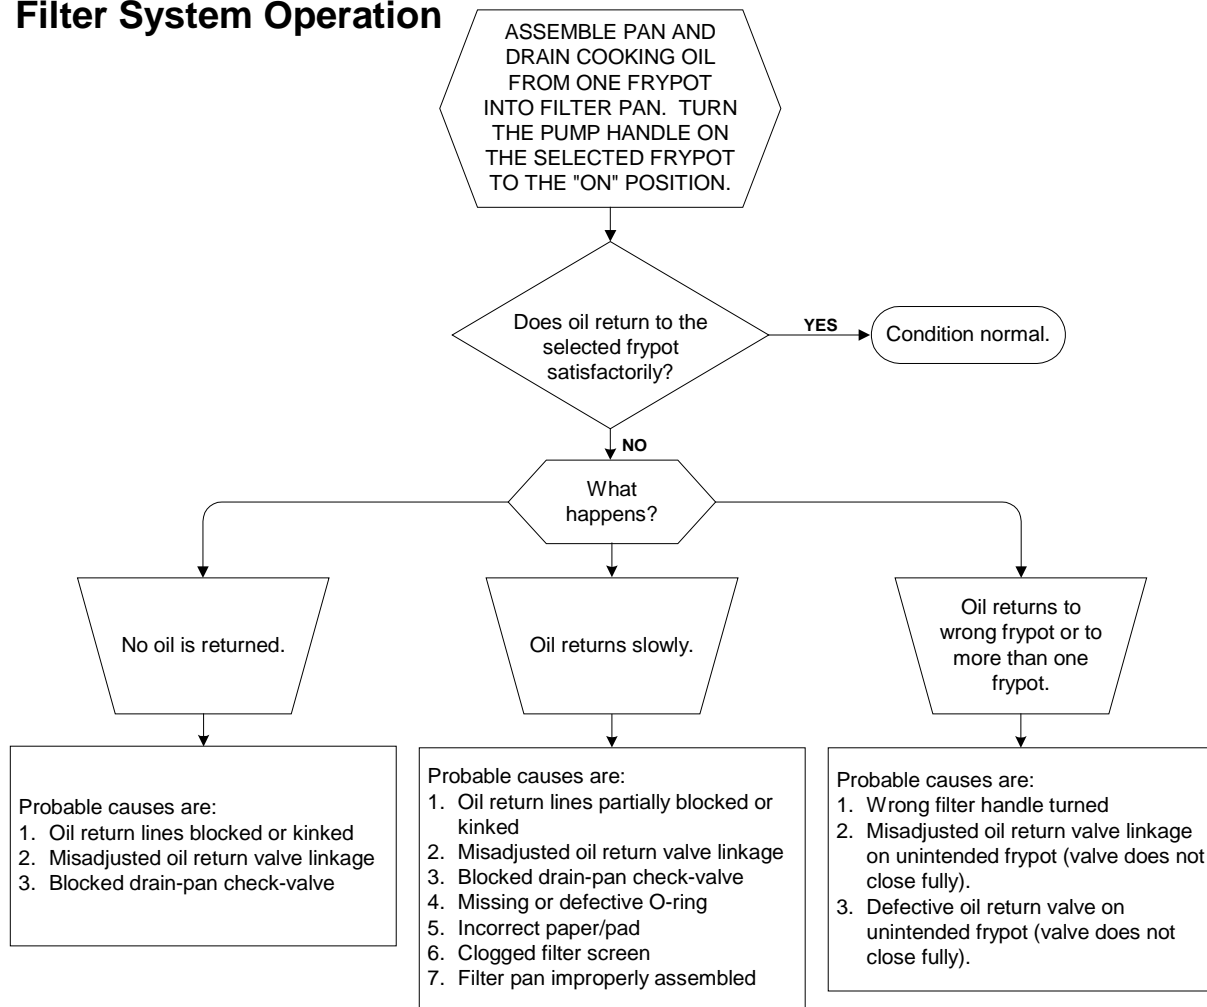 Filter System Operation
ASSEMBLE PAN AND
DRAIN COOKING OIL
FROM ONE FRYPOT
INTO FILTER PAN.  TURN
THE PUMP HANDLE ON
THE SELECTED FRYPOT
TO THE "ON" POSITION.
Does oil return to the
selected frypot
satisfactorily?
YES
Condition normal.
NO
What
happens?
No oil is returned.
Oil returns slowly.
Oil returns to
wrong frypot or to
more than one
frypot.
Probable causes are:
1. Oil return lines blocked or kinked
2. Misadjusted oil return valve linkage
3. Blocked drain-pan check-valve
Probable causes are:
1. Oil return lines partially blocked or
kinked
2. Misadjusted oil return valve linkage
3. Blocked drain-pan check-valve
4. Missing or defective O-ring
5. Incorrect paper/pad
6. Clogged filter screen
7. Filter pan improperly assembled
Probable causes are:
1. Wrong filter handle turned
2. Misadjusted oil return valve linkage
on unintended frypot (valve does not
close fully).
3. Defective oil return valve on
unintended frypot (valve does not
close fully).